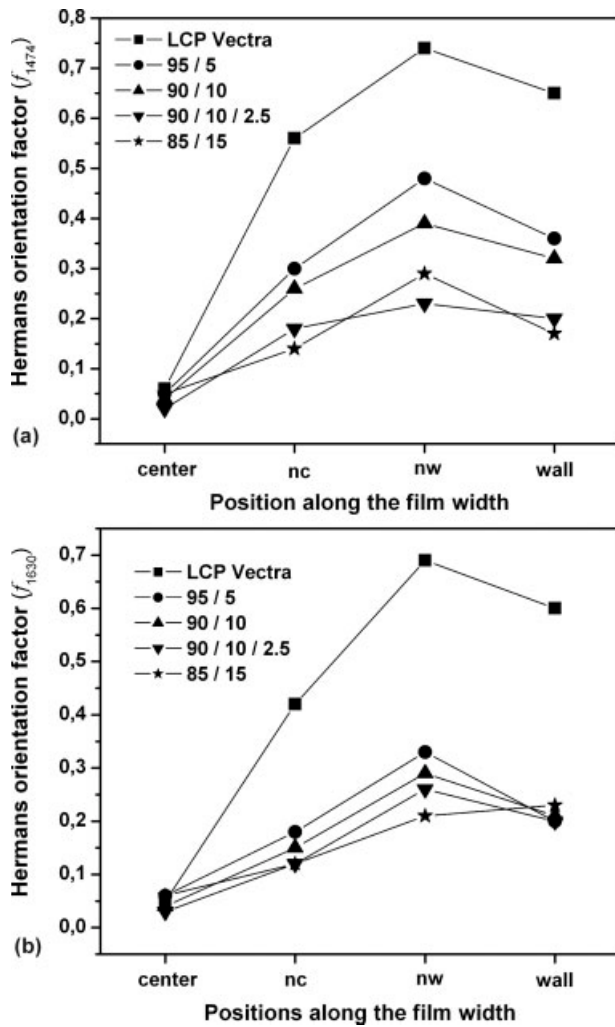 Hermans orientation factor (f1474)
0,8
0,7
0,6
0,5
0,4
0,3
0,2
0,1
0,0
LCP Vectra
95 / 5
90 / 10
90 / 10 / 2.5
85 / 15
(a)
center nc nw wall
Position along the film width
Hermans orientation factor (f1630)
0,7
0,6
0,5
0,4
0,3
0,2
0,1
0,0
LCP Vectra
95 / 5
90 / 10
90 / 10 / 2.5
85 / 15
(b)
center nc nw wall
Positions along the film width